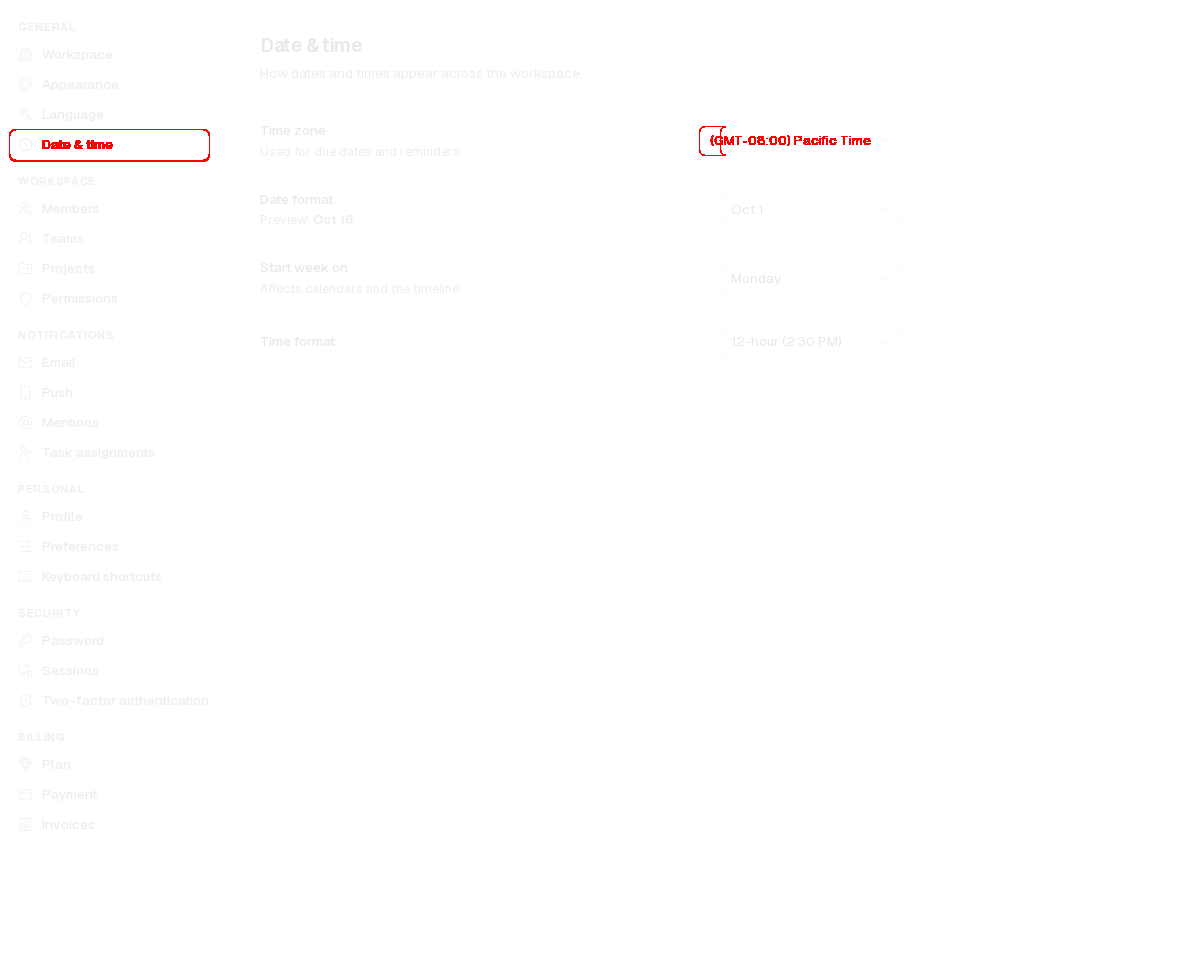 GENERAL
Workspace
Appearance
Language
Date & time
WORKSPACE
Members
Teams
Projects
Permissions
NOTIFICATIONS
Email
Push
Mentions
Task assignments
PERSONAL
Profile
Preferences
Keyboard shortcuts
SECURITY
Password
Sessions
Two-factor authentication
BILLING
Plan
Payment
Invoices
Date & time
How dates and times appear across the workspace.
Time zone
Used for due dates and reminders.
(GMT-08:00) Pacific Time
Date format
Preview: Oct 16
Oct 1
Start week on
Affects calendars and the timeline.
Monday
Time format
12-hour (2:30 PM)